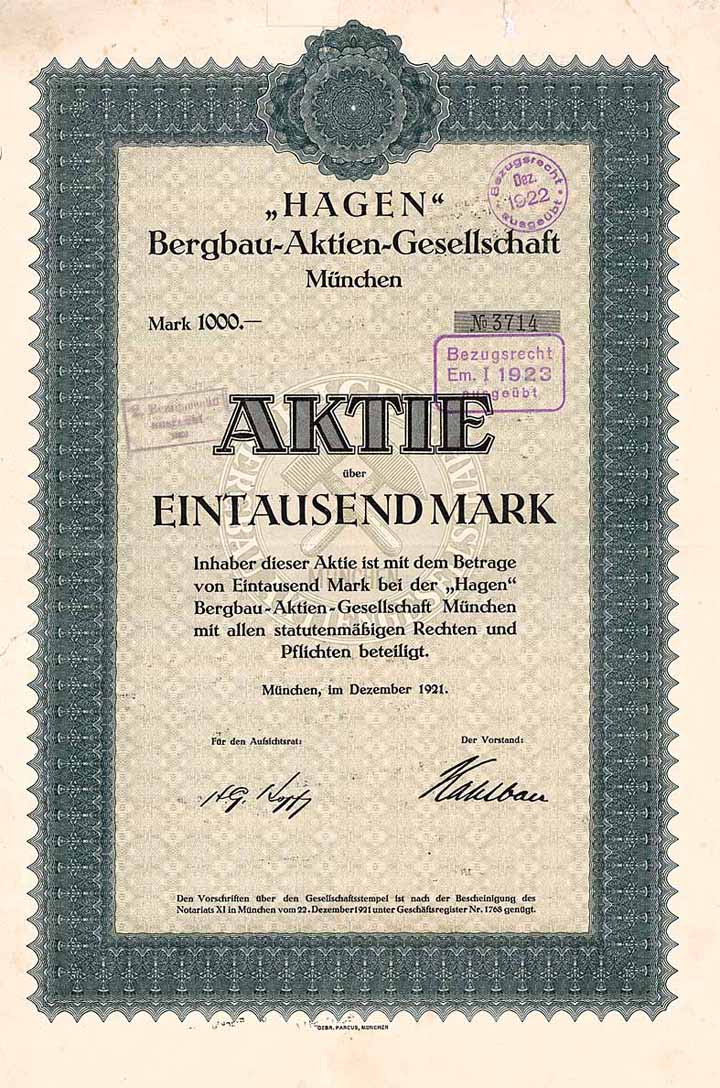 „HAGEN“
Bergbau-Aktien-Gesellschaft
München
Bezugsrecht
Dez.
1922
ausgeübt
Mark 1000.—
№ 3714
Bezugsrecht
Em. I 1923
ausgeübt
AKTIE
über
EINTAUSEND MARK
MÜNCHEN
Inhaber dieser Aktie ist mit dem Betrage
von Eintausend Mark bei der „Hagen“
Bergbau-Aktien-Gesellschaft München
mit allen statutenmäßigen Rechten und
Pflichten beteiligt.
München, im Dezember 1921.
Für den Aufsichtsrat:
Der Vorstand:
Den Vorschriften über den Gesellschaftsstempel ist nach der Bescheinigung des
Notariats XI in München vom 22. Dezember 1921 unter Geschäftsregister Nr. 1768 genügt.
GEBR. PARCUS, MÜNCHEN